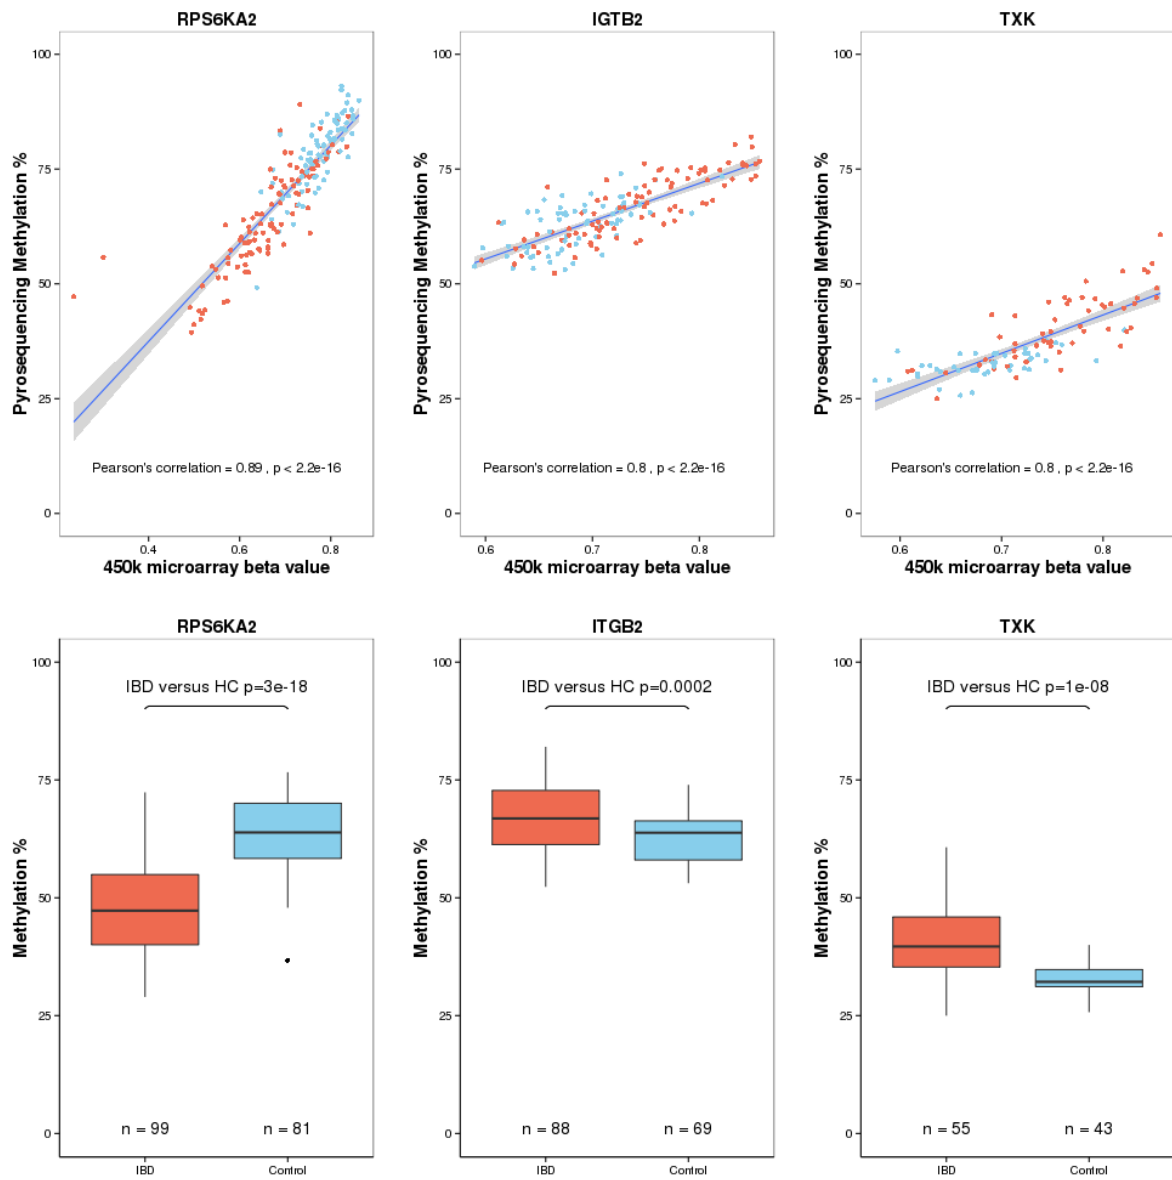 RPS6KA2
IGTB2
TXK
100
75
50
25
0
Pyrosequencing Methylation %
Pearson's correlation = 0.89 , p < 2.2e-16
0.4
0.6
0.8
450k microarray beta value
100
75
50
25
0
Pyrosequencing Methylation %
Pearson's correlation = 0.8 , p < 2.2e-16
0.6
0.7
0.8
450k microarray beta value
100
75
50
25
0
Pyrosequencing Methylation %
Pearson's correlation = 0.8 , p < 2.2e-16
0.6
0.7
0.8
450k microarray beta value
RPS6KA2
ITGB2
TXK
100
75
50
25
0
Methylation %
IBD versus HC p=3e-18
n = 99
n = 81
IBD
Control
100
75
50
25
0
Methylation %
IBD versus HC p=0.0002
n = 88
n = 69
IBD
Control
100
75
50
25
0
Methylation %
IBD versus HC p=1e-08
n = 55
n = 43
IBD
Control